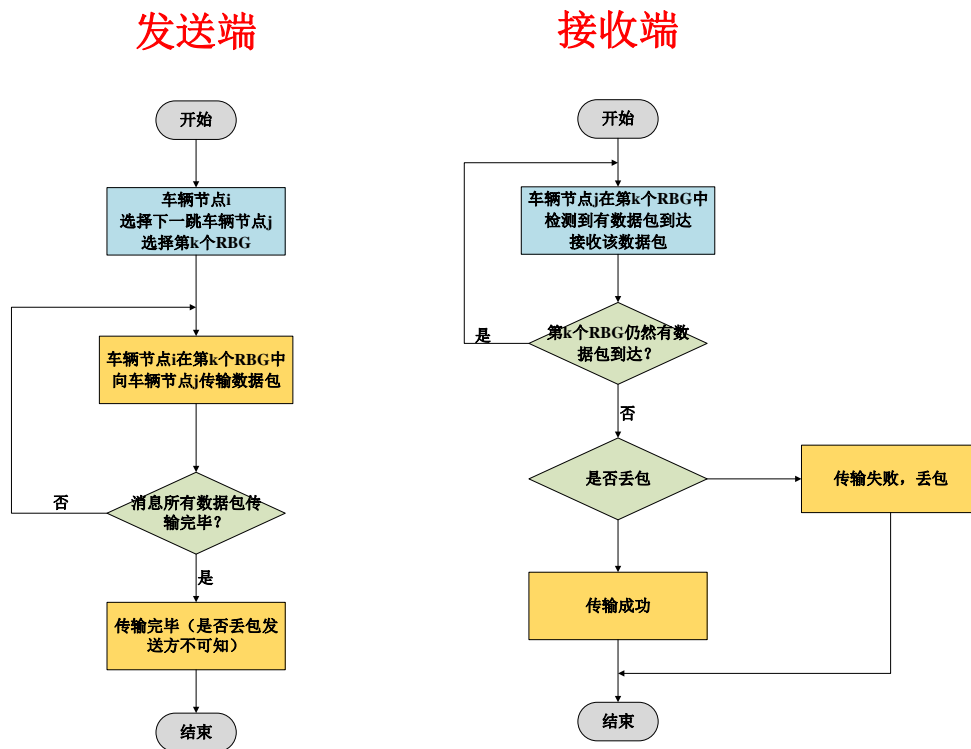 发送端
开始
车辆节点i
选择下一跳车辆节点j
选择第k个RBG
车辆节点i在第k个RBG中
向车辆节点j传输数据包
否
消息所有数据包传
输完毕？
是
传输完毕（是否丢包发
送方不可知）
结束
接收端
开始
车辆节点j在第k个RBG中
检测到有数据包到达
接收该数据包
是
第k个RBG仍然有数
据包到达？
否
是否丢包
传输失败，丢包
传输成功
结束